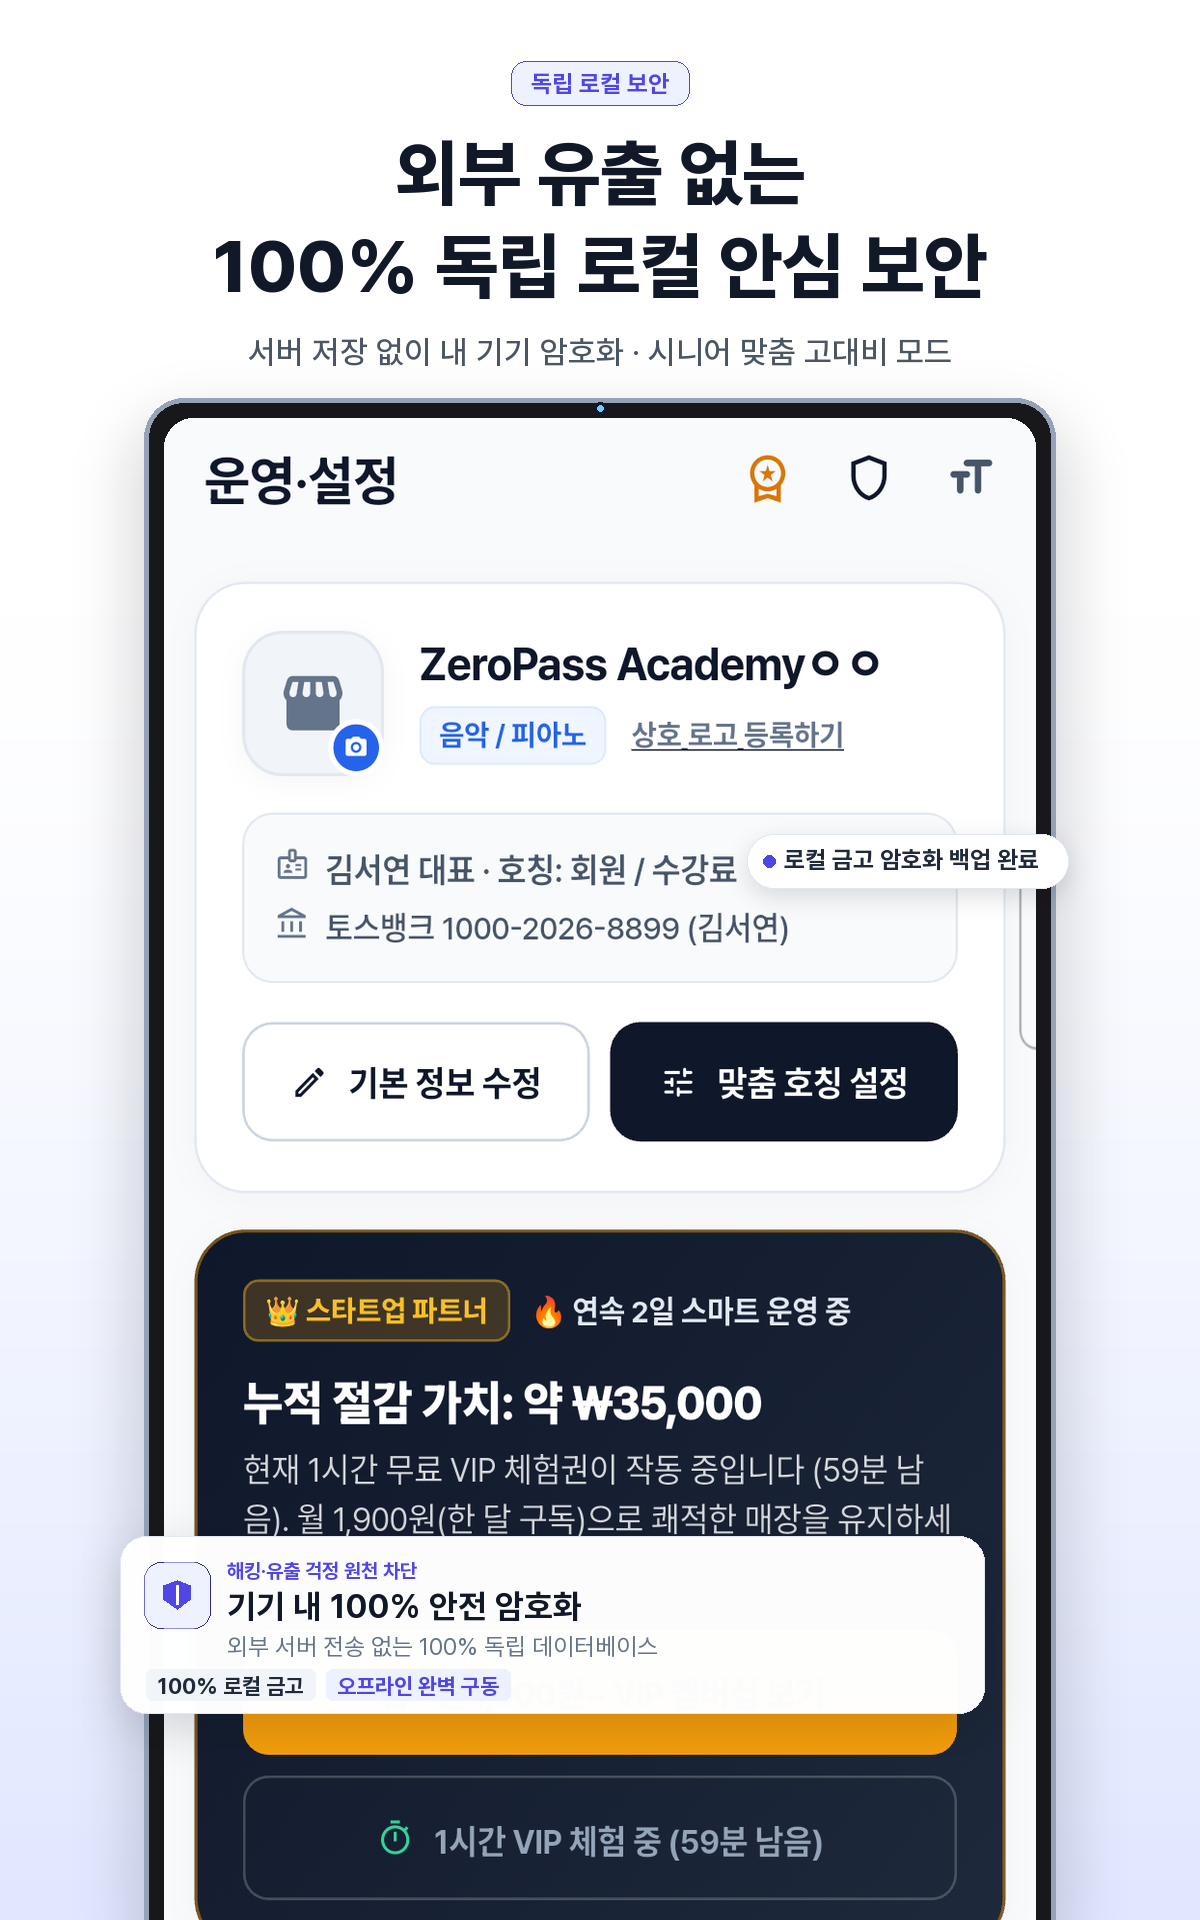 독립 로컬 보안
외부 유출 없는
100% 독립 로컬 안심 보안
서버 저장 없이 내 기기 암호화 · 시니어 맞춤 고대비 모드
운영·설정
ZeroPass Academyㅇㅇ
음악 / 피아노
상호 로고 등록하기
김서연 대표 · 호칭: 회원 / 수강료
로컬 금고 암호화 백업 완료
토스뱅크 1000-2026-8899 (김서연)
기본 정보 수정
맞춤 호칭 설정
👑 스타트업 파트너
🔥 연속 2일 스마트 운영 중
누적 절감 가치: 약 ₩35,000
현재 1시간 무료 VIP 체험권이 작동 중입니다 (59분 남
음). 월 1,900원(한 달 구독)으로 쾌적한 매장을 유지하세
해킹·유출 걱정 원천 차단
기기 내 100% 안전 암호화
외부 서버 전송 없는 100% 독립 데이터베이스
100% 로컬 금고
오프라인 완벽 구동
1시간 VIP 체험 중 (59분 남음)